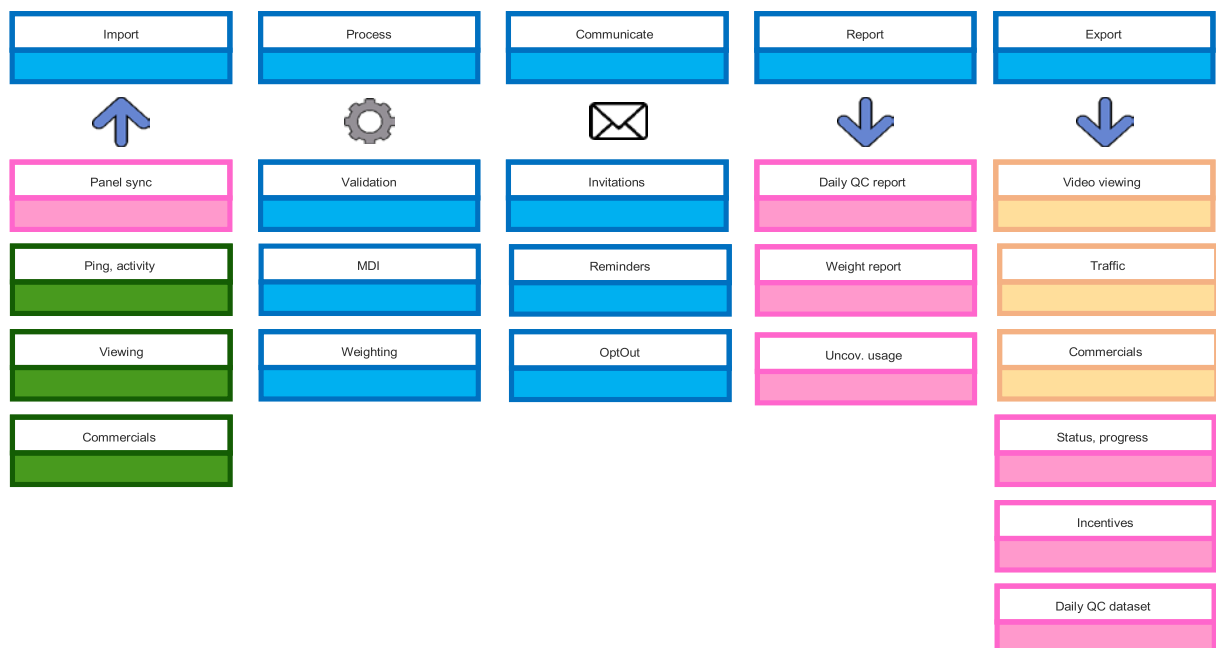 Import
Process
Communicate
Report
Export
Panel sync
Validation
Invitations
Daily QC report
Video viewing
Ping, activity
MDI
Reminders
Weight report
Traffic
Viewing
Weighting
OptOut
Uncov. usage
Commercials
Commercials
Status, progress
Incentives
Daily QC dataset